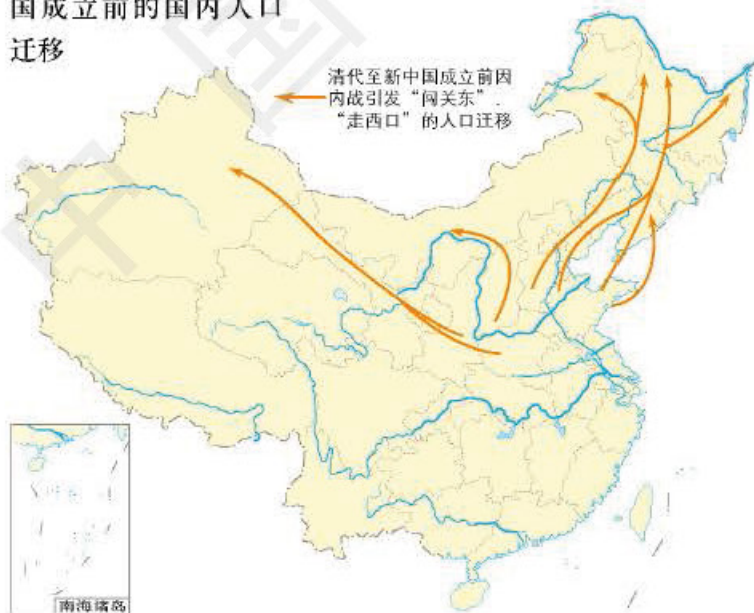 国成立前的国内人口
迁移
清代至新中国成立前因
内战引发“闯关东”.
“走西口”的人口迁移
南海诸岛